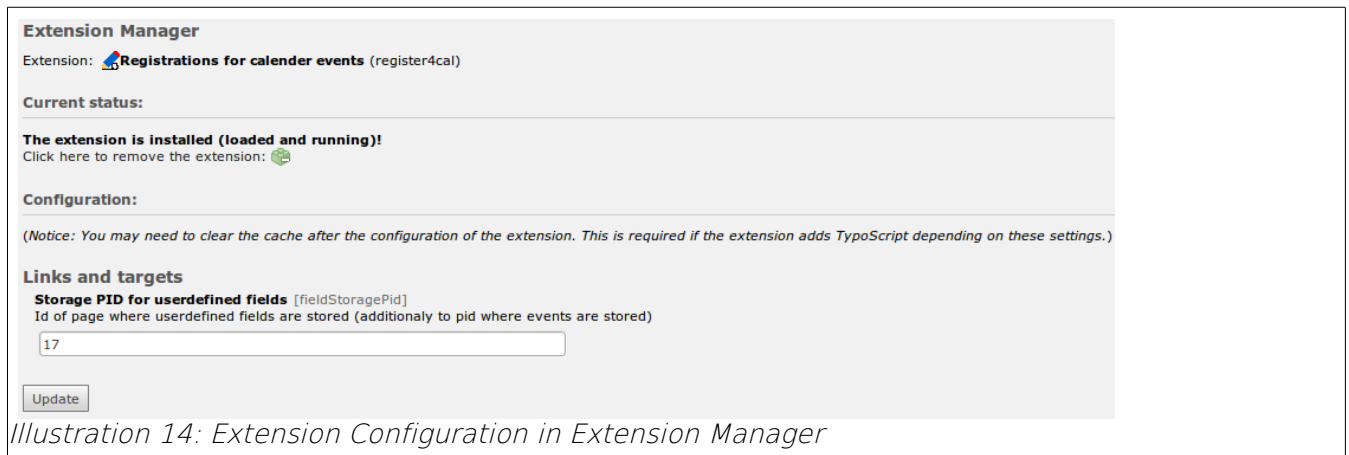 Extension Manager
Extension: Registrations for calender events (register4cal)
Current status:
The extension is installed (loaded and running)!
Click here to remove the extension:
Configuration:
(Notice: You may need to clear the cache after the configuration of the extension. This is required if the extension adds TypoScript depending on these settings.)
Links and targets
Storage PID for userdefined fields [fieldStoragePid]
Id of page where userdefined fields are stored (additionaly to pid where events are stored)
17
Update
Illustration 14: Extension Configuration in Extension Manager